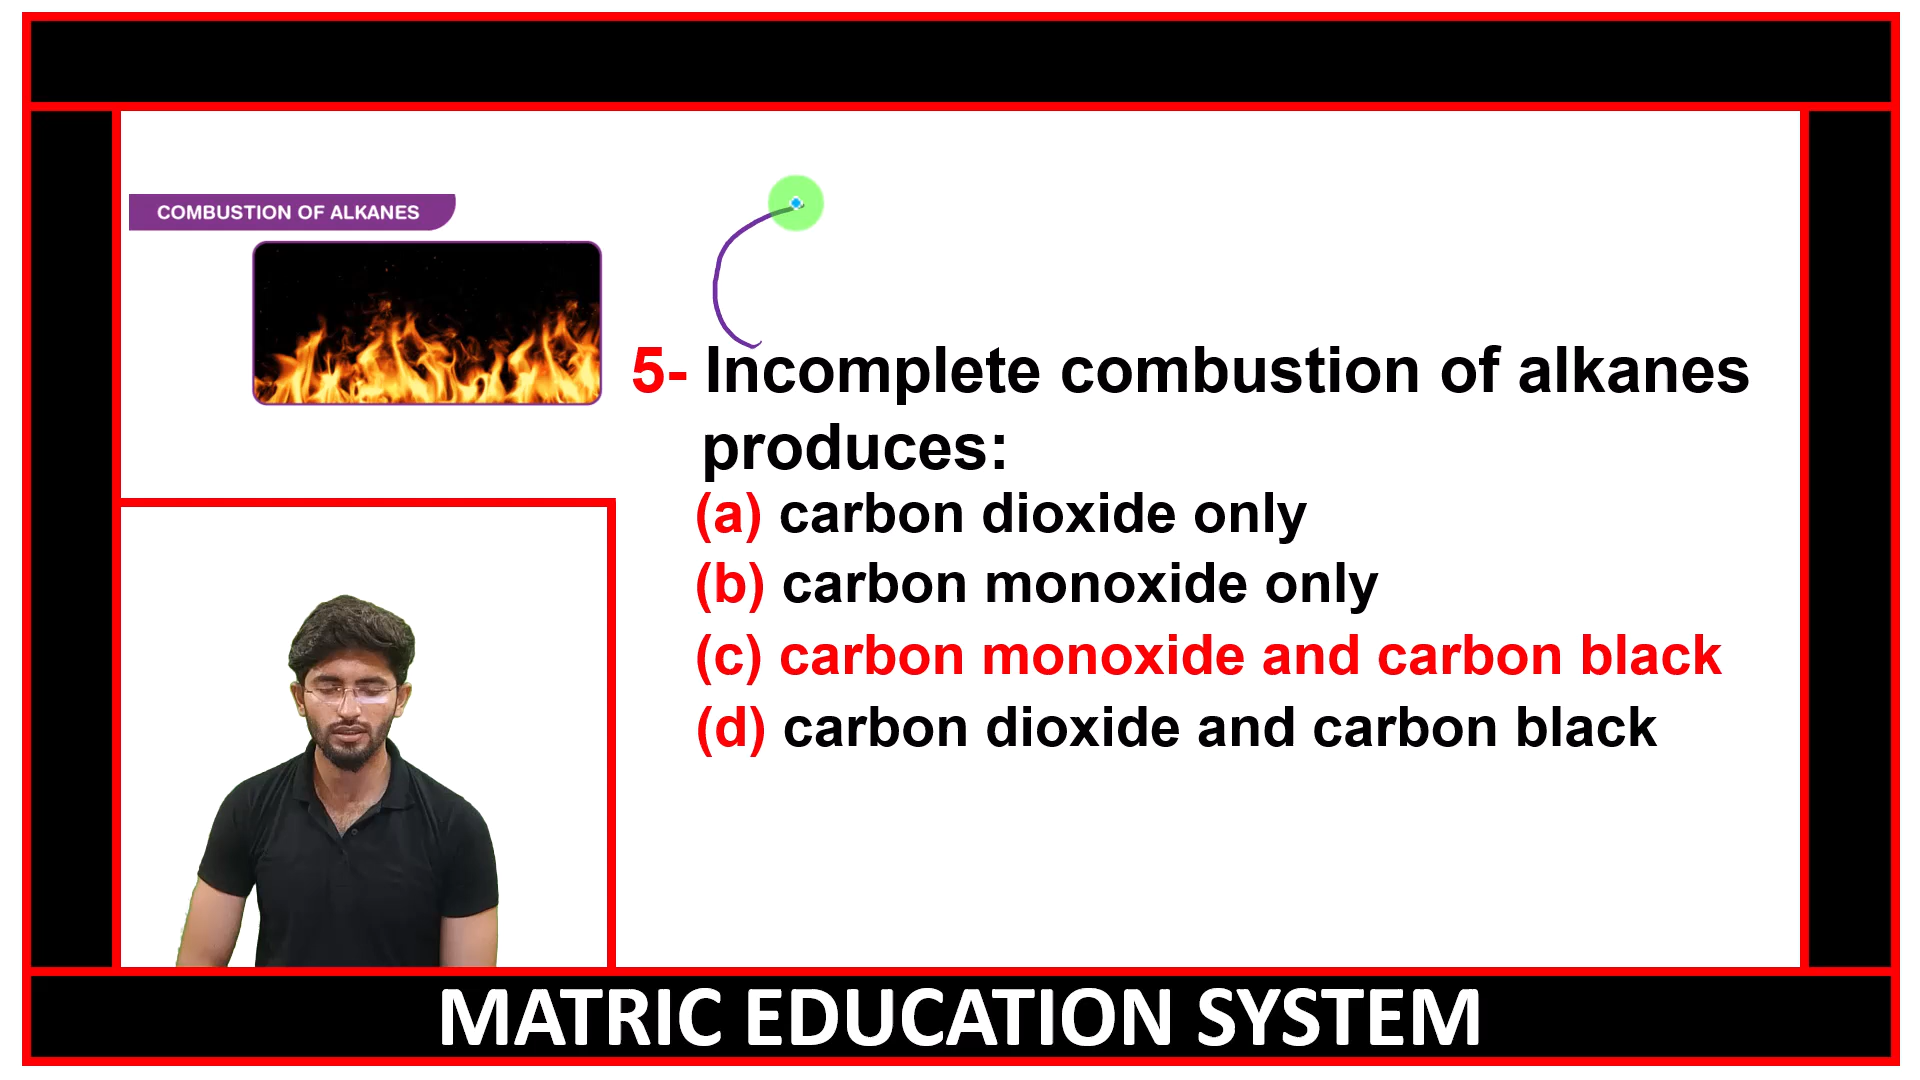 COMBUSTION OF ALKANES
5- Incomplete combustion of alkanes
produces:
(a) carbon dioxide only
(b) carbon monoxide only
(c) carbon monoxide and carbon black
(d) carbon dioxide and carbon black
MATRIC EDUCATION SYSTEM